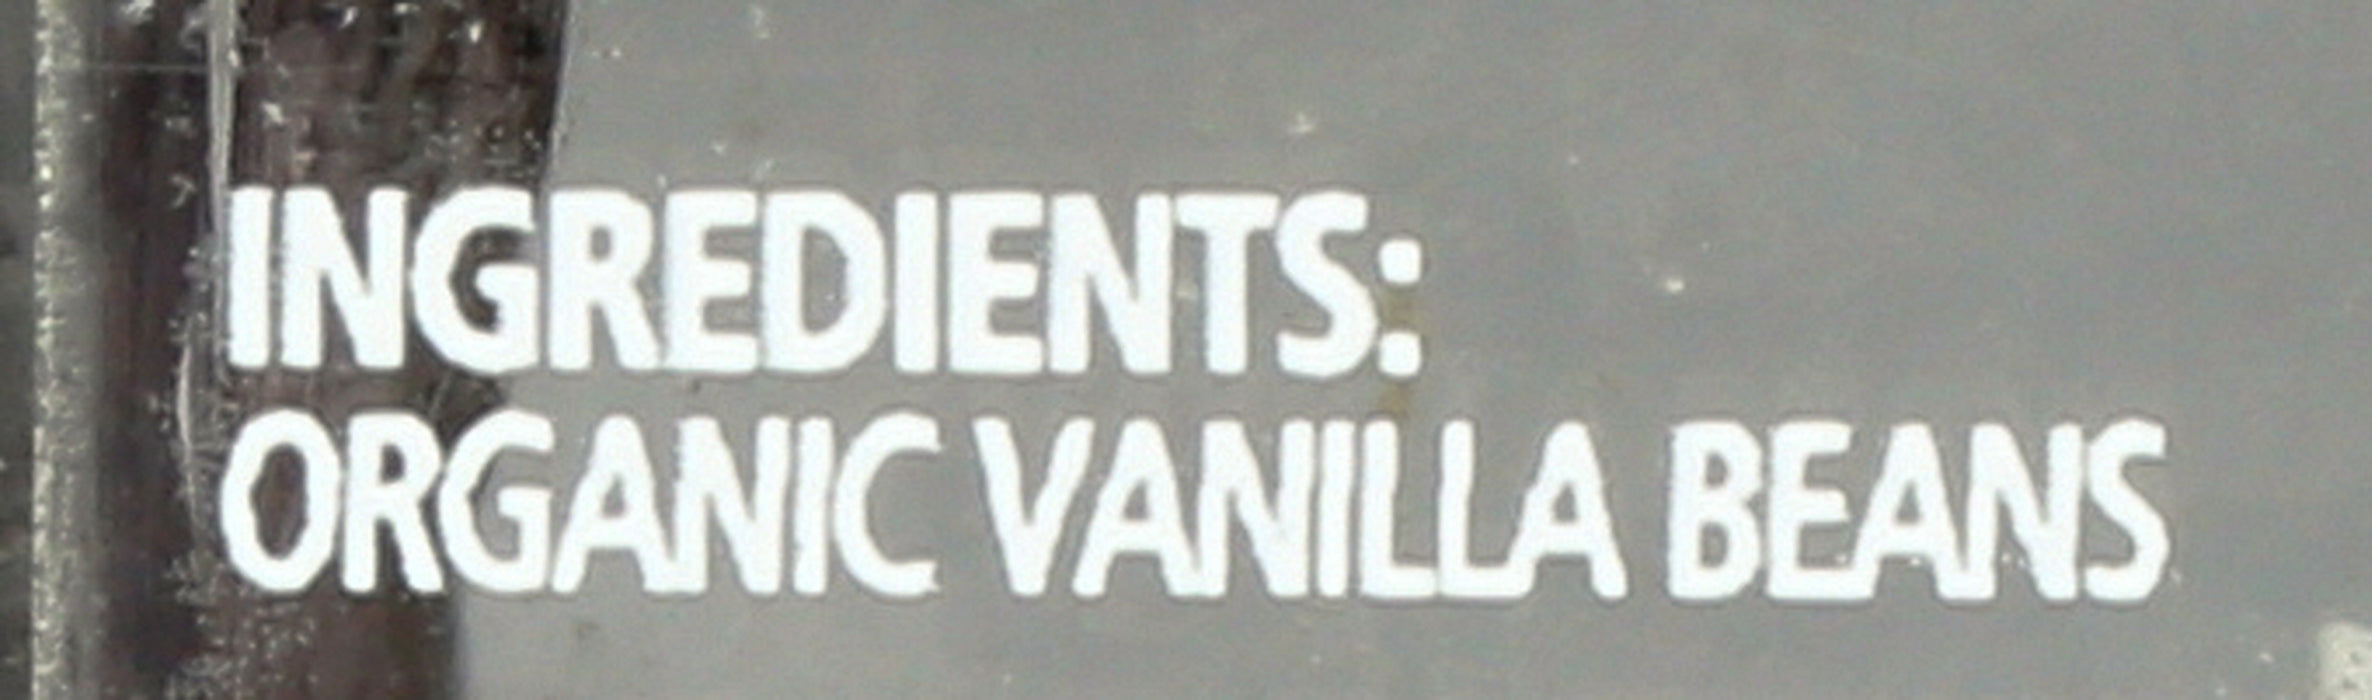 INGREDIENTS:
ORGANIC VANILLA BEANS